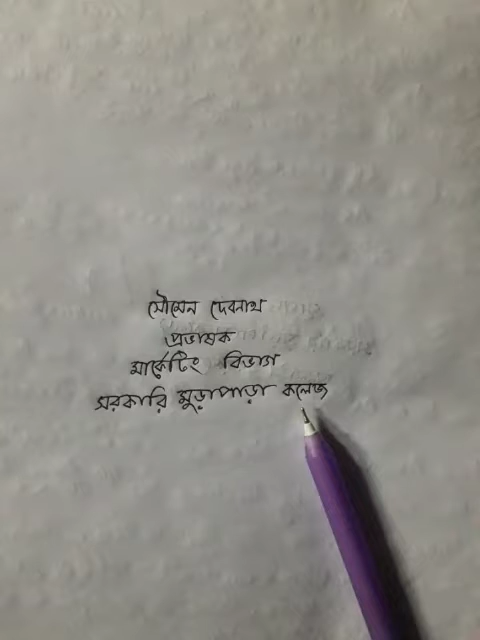 সৌমেন দেবনাথ
প্রভাষক
মার্কেটিং বিভাগ
সরকারি মুড়াপাড়া কলেজ